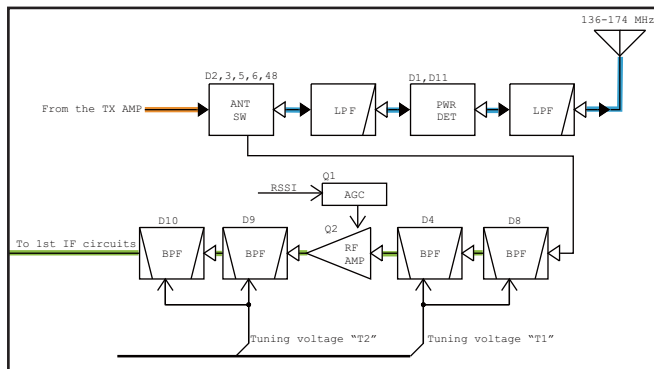 136-174 MHz
D2,3,5,6,48
D1,D11
From the TX AMP
ANT
SW
LPF
PWR
DET
LPF
Q1
RSSI
AGC
D10
D9
Q2
D4
D8
To 1st IF circuits
BPF
BPF
RF
AMP
BPF
BPF
Tuning voltage “T2”
Tuning voltage “T1”